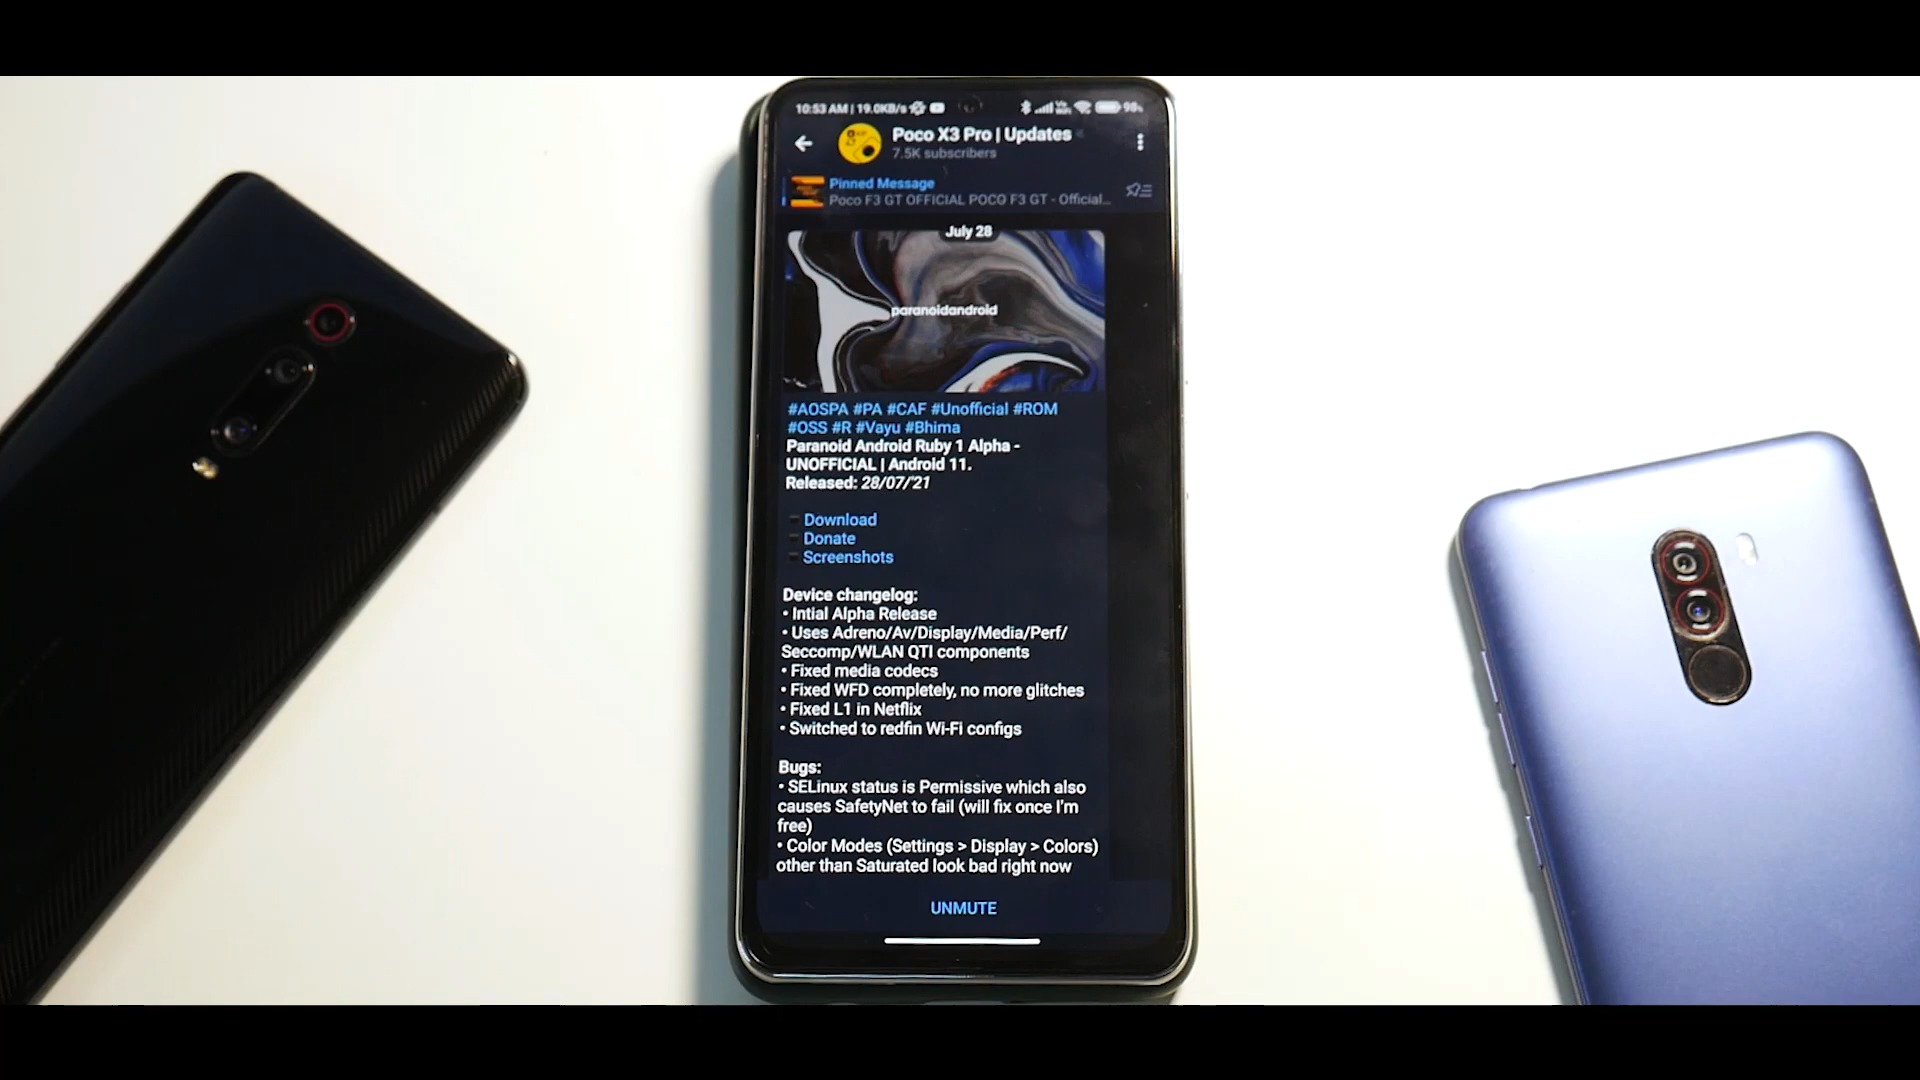 10:53 AM | 19.0KB/s
98%
Poco X3 Pro | Updates
7.5K subscribers
Pinned Message
Poco F3 GT OFFICIAL POCO F3 GT - Official...
July 28
paranoidandroid
#AOSPA #PA #CAF #Unofficial #ROM
#OSS #R #Vayu #Bhima
Paranoid Android Ruby 1 Alpha -
UNOFFICIAL | Android 11.
Released: 28/07/'21
Download
Donate
Screenshots
Device changelog:
• Intial Alpha Release
• Uses Adreno/Av/Display/Media/Perf/
Seccomp/WLAN QTI components
• Fixed media codecs
• Fixed WFD completely, no more glitches
• Fixed L1 in Netflix
• Switched to redfin Wi-Fi configs
Bugs:
• SELinux status is Permissive which also
causes SafetyNet to fail (will fix once I'm
free)
• Color Modes (Settings > Display > Colors)
other than Saturated look bad right now
UNMUTE